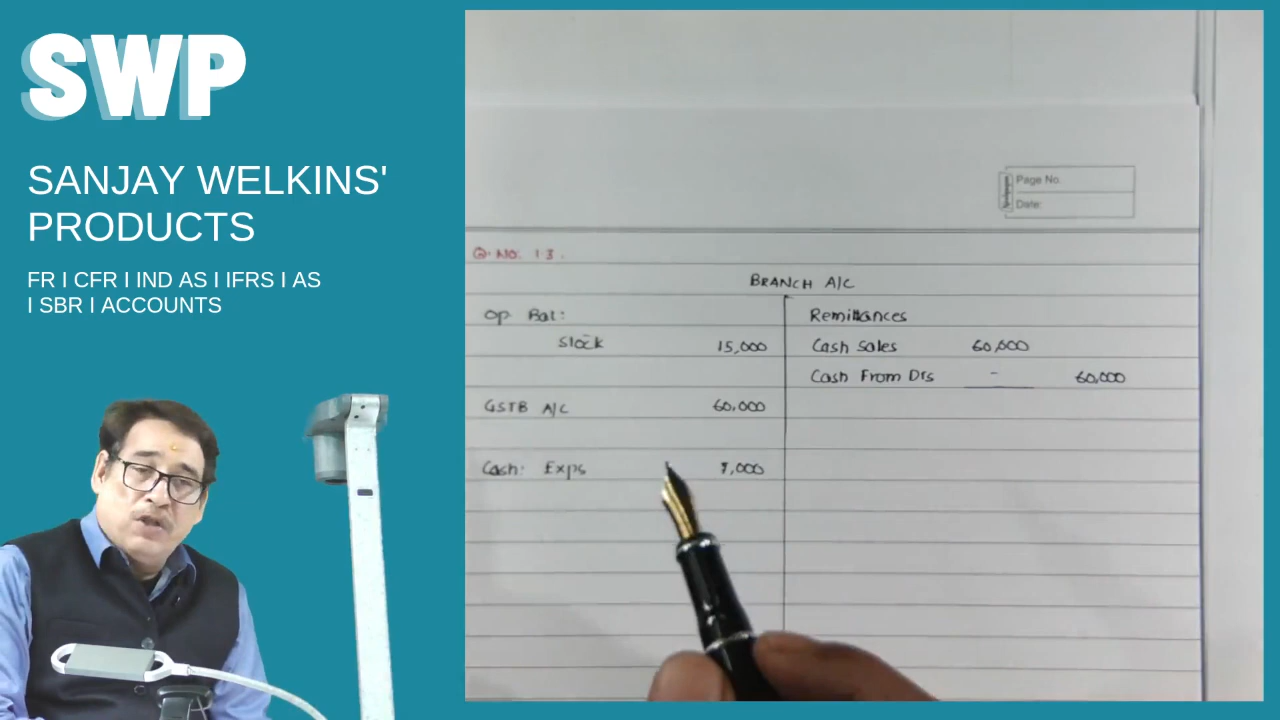 SWP
SANJAY WELKINS'
PRODUCTS
FR I CFR I IND AS I IFRS I AS
I SBR I ACCOUNTS
Page No.
Date:
Q. NO. 13.
BRANCH A/C
Op Bal:
Stock 15,000
GSTB A/C 60,000
Cash: Exps 7,000
Remittances
Cash Sales 60,000
Cash From Drs - 60,000